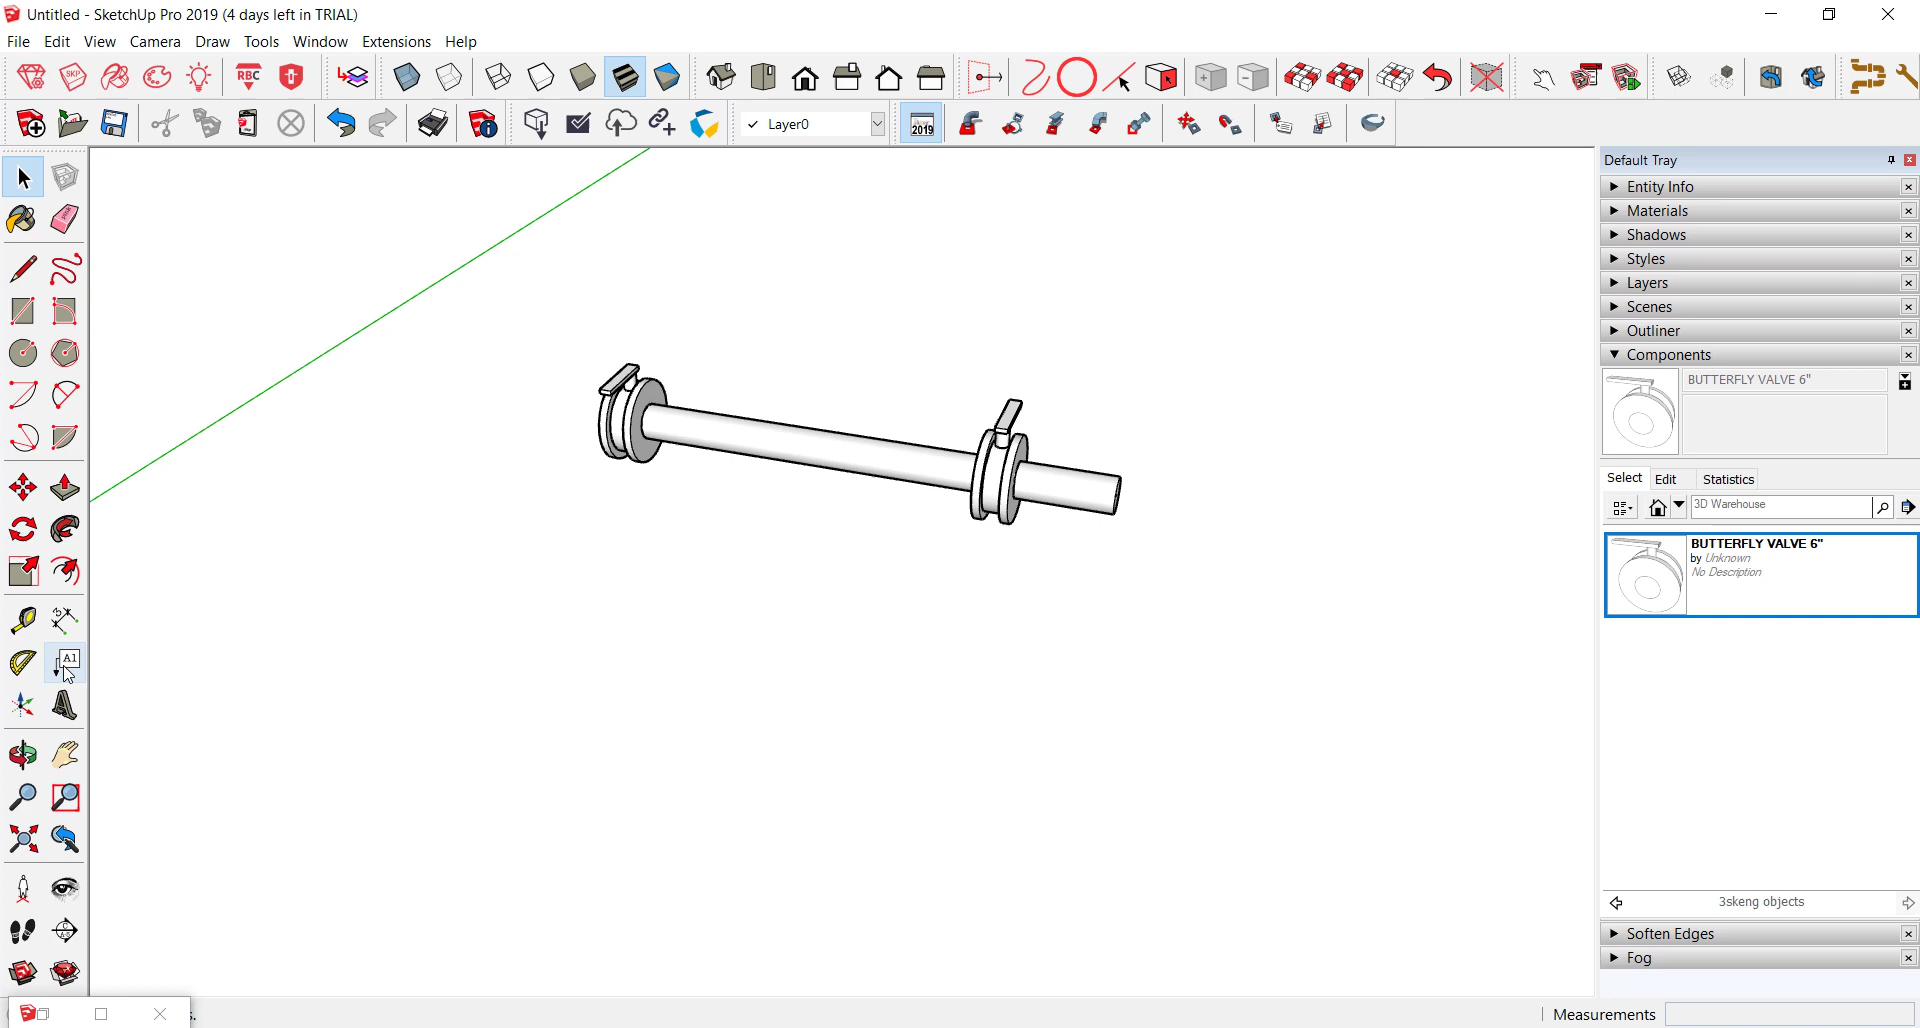 Untitled - SketchUp Pro 2019 (4 days left in TRIAL)
File Edit View Camera Draw Tools Window Extensions Help
SKP RBC
2019
✓ Layer0
A1
Default Tray
Entity Info
Materials
Shadows
Styles
Layers
Scenes
Outliner
Components
BUTTERFLY VALVE 6"
Select Edit Statistics
3D Warehouse
BUTTERFLY VALVE 6"
by Unknown
No Description
3skeng objects
Soften Edges
Fog
s.
Measurements